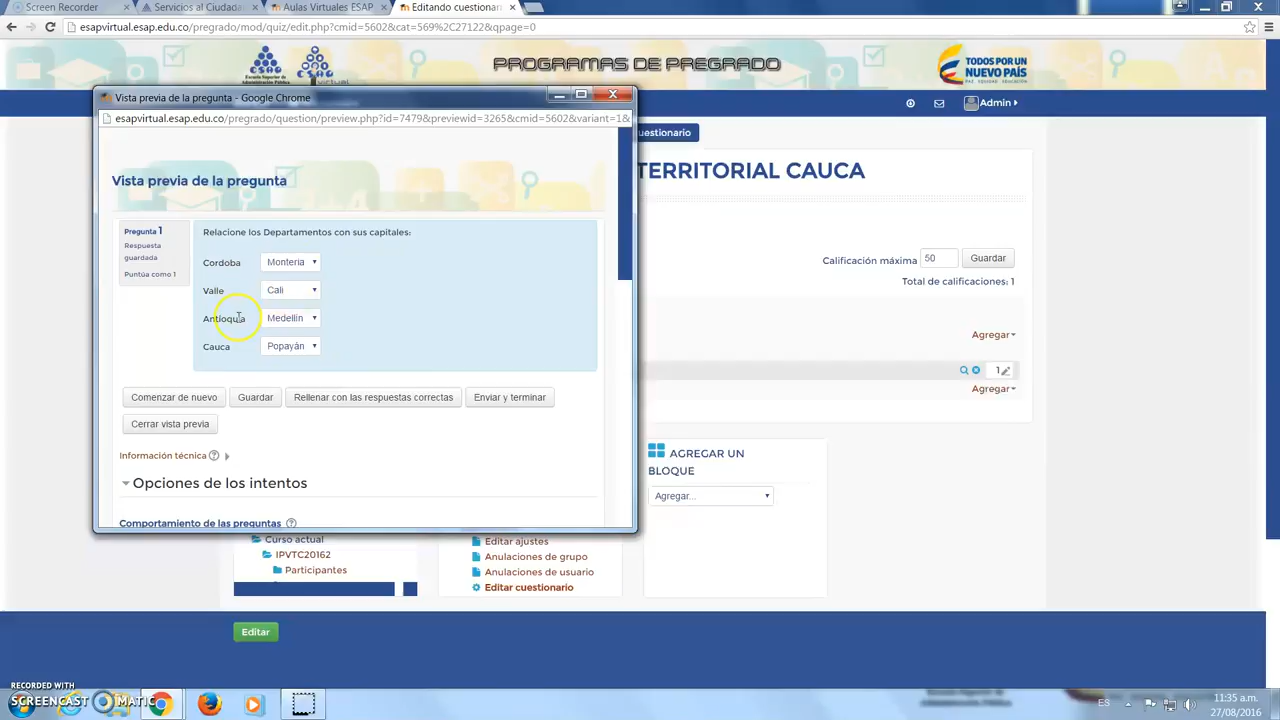 Screen Recorder
Servicios al Ciudadan
Aulas Virtuales ESAP
Editando cuestionar
esapvirtual.esap.edu.co/pregrado/mod/quiz/edit.php?cmid=5602&cat=569%2C27122&qpage=0
PROGRAMAS DE PREGRADO
TODOS POR UN
NUEVO PAÍS
Vista previa de la pregunta - Google Chrome
Admin
esapvirtual.esap.edu.co/pregrado/question/preview.php?id=7479&previewid=3265&cmid=5602&variant=1&
uestionario
Vista previa de la pregunta
TERRITORIAL CAUCA
Pregunta 1
Respuesta
guardada
Puntúa como 1
Relacione los Departamentos con sus capitales:
Cordoba Monteria
Valle Cali
Antioquia Medellín
Cauca Popayán
Calificación máxima 50 Guardar
Total de calificaciones: 1
Agregar
1
Agregar
Comenzar de nuevo Guardar Rellenar con las respuestas correctas Enviar y terminar
Cerrar vista previa
Información técnica
Opciones de los intentos
Comportamiento de las preguntas
AGREGAR UN
BLOQUE
Agregar...
Curso actual
IPVTC20162
Participantes
Editar ajustes
Anulaciones de grupo
Anulaciones de usuario
Editar cuestionario
Editar
RECORDED WITH
SCREENCAST MATIC
ES
11:35 a.m.
27/08/2016